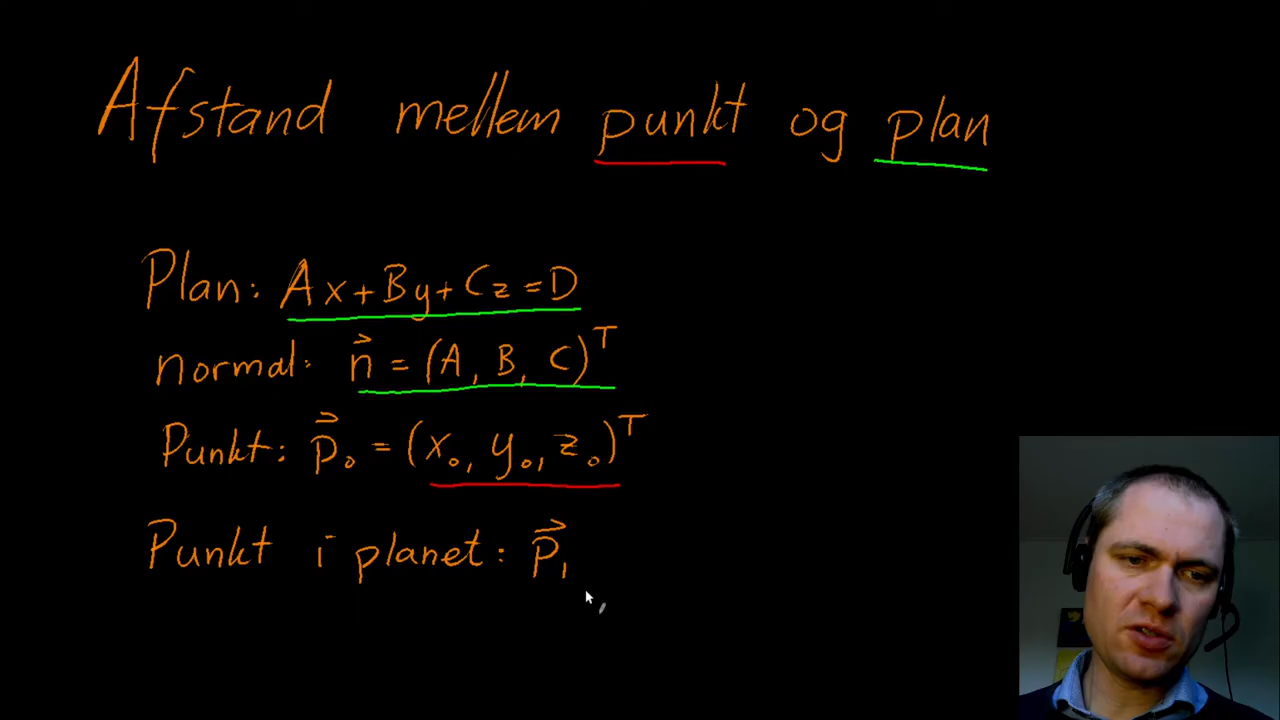 Afstand mellem punkt og plan
Plan: Ax+By+Cz=D
normal: n⃗ = (A, B, C)ᵀ
Punkt: p⃗₀ = (x₀, y₀, z₀)ᵀ
Punkt i planet: p⃗₁